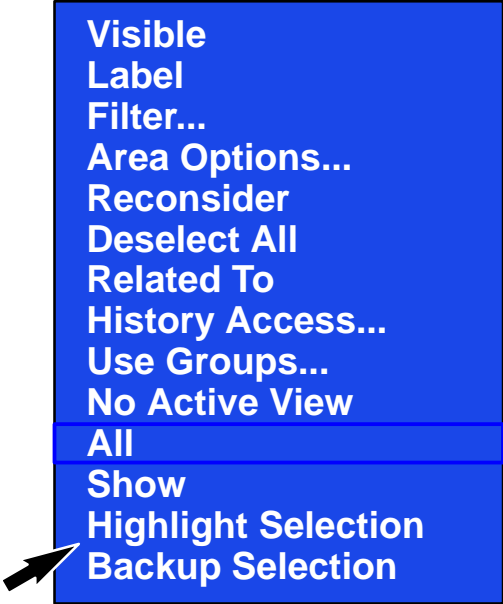 Visible
Label
Filter...
Area Options...
Reconsider
Deselect All
Related To
History Access...
Use Groups...
No Active View
All
Show
Highlight Selection
Backup Selection